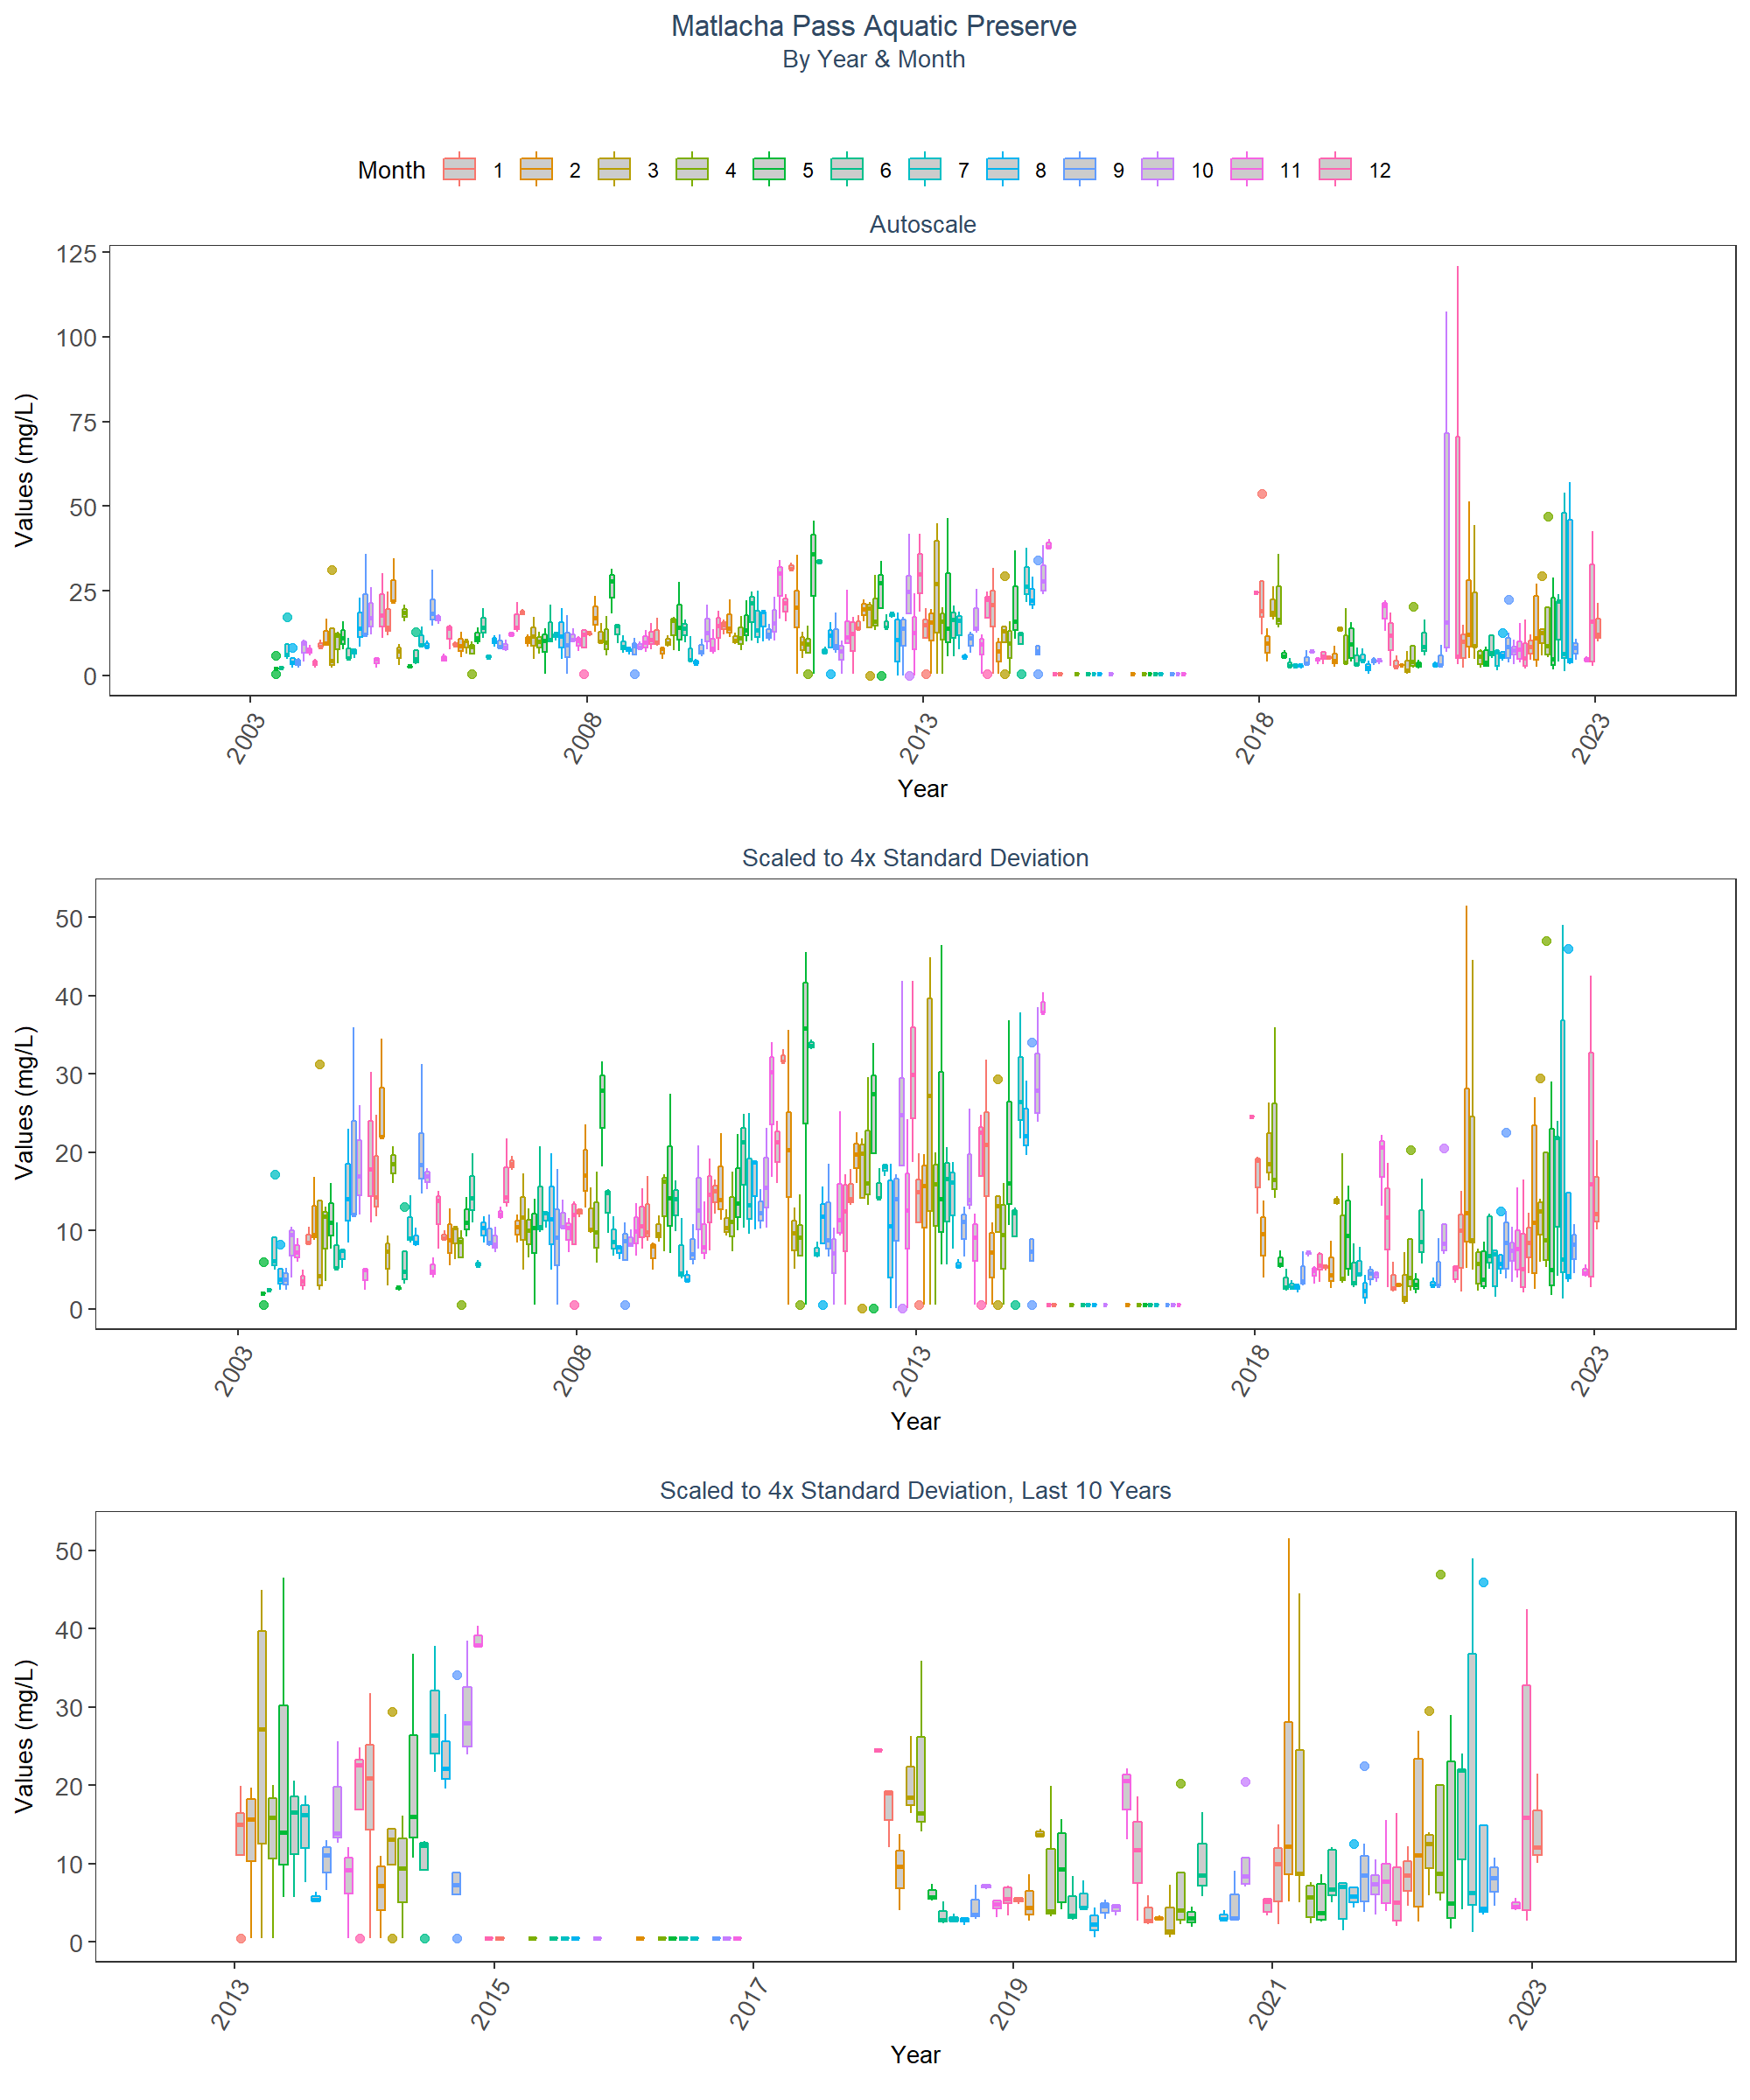 Matlacha Pass Aquatic Preserve
By Year & Month
Month 1 2 3 4 5 6 7 8 9 10 11 12
Autoscale
125
100
75
50
25
0
Values (mg/L)
2003 2008 2013 2018 2023
Year
Scaled to 4x Standard Deviation
50
40
30
20
10
0
Values (mg/L)
2003 2008 2013 2018 2023
Year
Scaled to 4x Standard Deviation, Last 10 Years
50
40
30
20
10
0
Values (mg/L)
2013 2015 2017 2019 2021 2023
Year